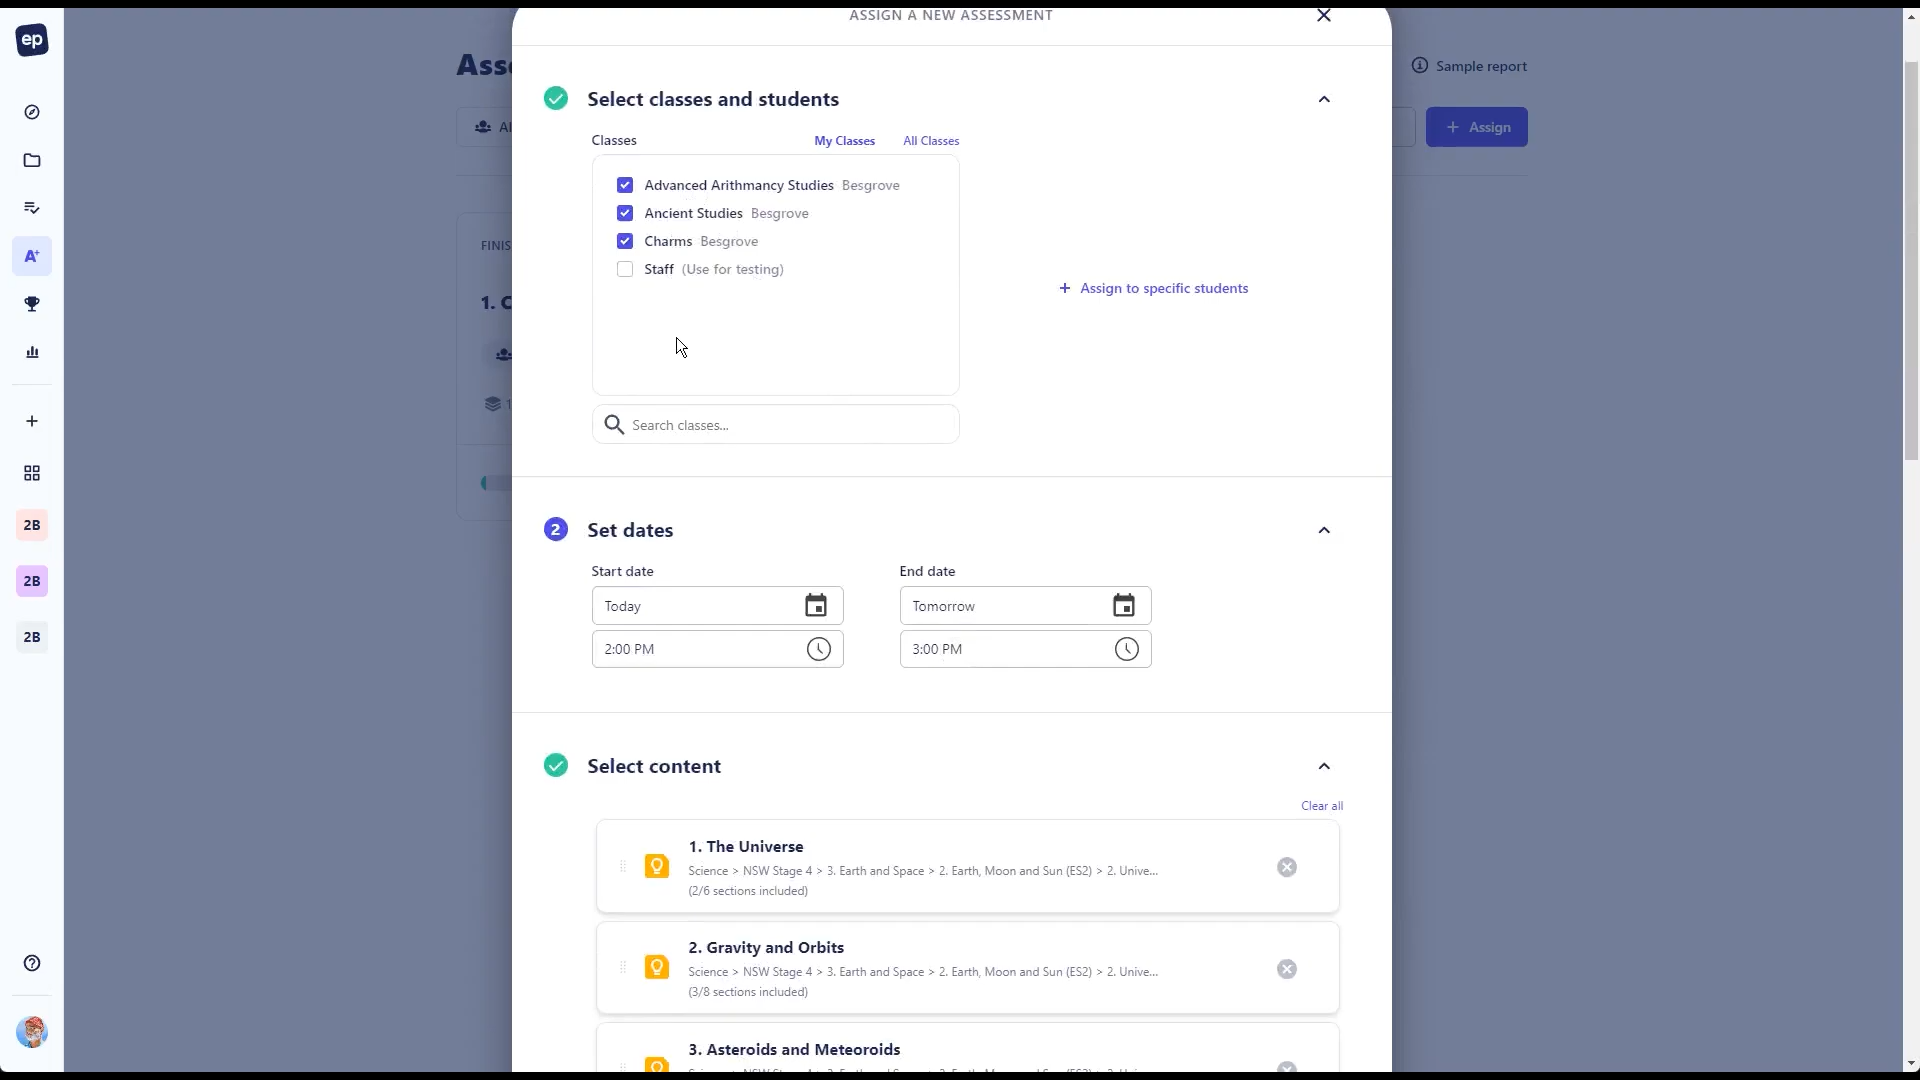 ASSIGN A NEW ASSESSMENT
ep
Sample report
Select classes and students
Classes
My Classes
All Classes
+ Assign
Advanced Arithmancy Studies Besgrove
Ancient Studies Besgrove
Charms Besgrove
Staff (Use for testing)
+ Assign to specific students
A+
1. C
Search classes...
2 Set dates
Start date
End date
Today
Tomorrow
2:00 PM
3:00 PM
2B
2B
2B
Select content
Clear all
1. The Universe
Science > NSW Stage 4 > 3. Earth and Space > 2. Earth, Moon and Sun (ES2) > 2. Unive...
(2/6 sections included)
2. Gravity and Orbits
Science > NSW Stage 4 > 3. Earth and Space > 2. Earth, Moon and Sun (ES2) > 2. Unive...
(3/8 sections included)
3. Asteroids and Meteoroids